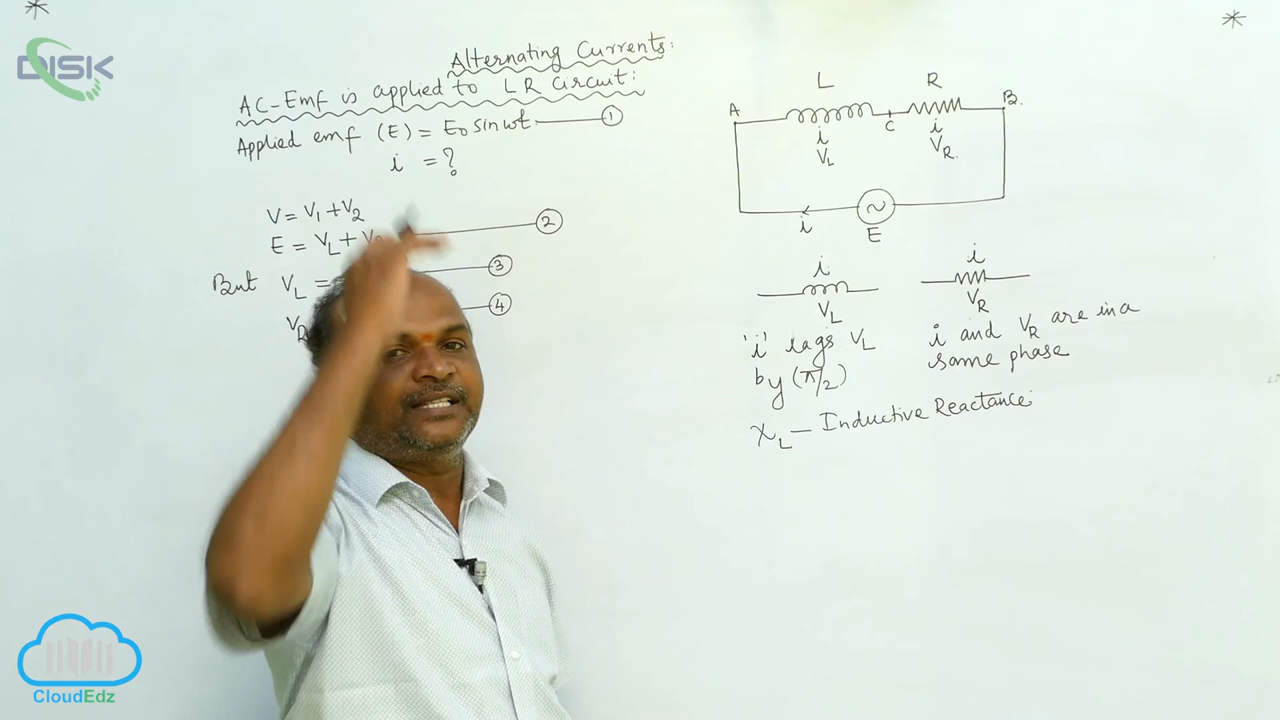 DISK
Alternating Currents:
AC-Emf is applied to LR Circuit:
Applied emf (E) = E₀ sin ωt ①
i = ?
V = V₁ + V₂
E = V_L + V ②
But V_L = ③
V_R ④
L R
A C B.
i i
V_L V_R.
i E
i i
V_L V_R
'i' lags V_L
by (π/2)
i and V_R are in a
same phase
X_L — Inductive Reactance
CloudEdz